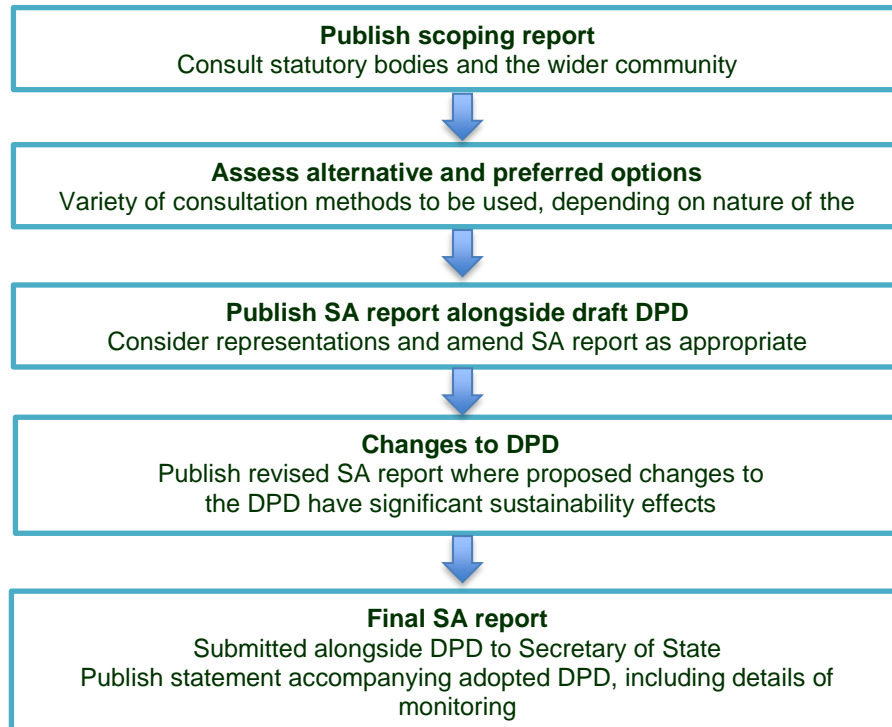 Publish scoping report
Consult statutory bodies and the wider community
Assess alternative and preferred options
Variety of consultation methods to be used, depending on nature of the
Publish SA report alongside draft DPD
Consider representations and amend SA report as appropriate
Changes to DPD
Publish revised SA report where proposed changes to
the DPD have significant sustainability effects
Final SA report
Submitted alongside DPD to Secretary of State
Publish statement accompanying adopted DPD, including details of
monitoring